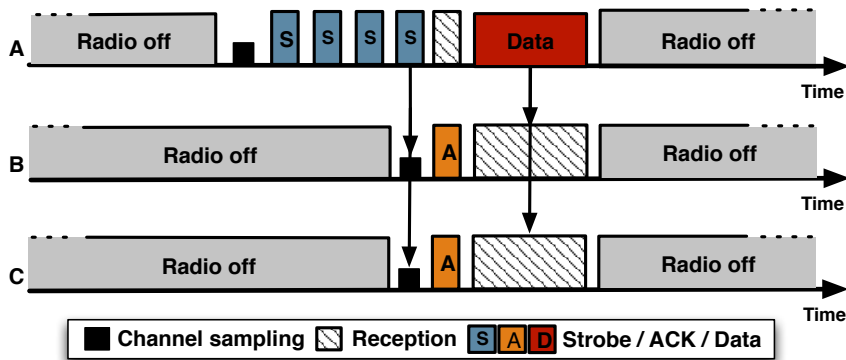 A
Radio off
S S S S
Data
Radio off
Time
B
Radio off
A
Radio off
Time
C
Radio off
A
Radio off
Time
Channel sampling Reception S A D Strobe / ACK / Data